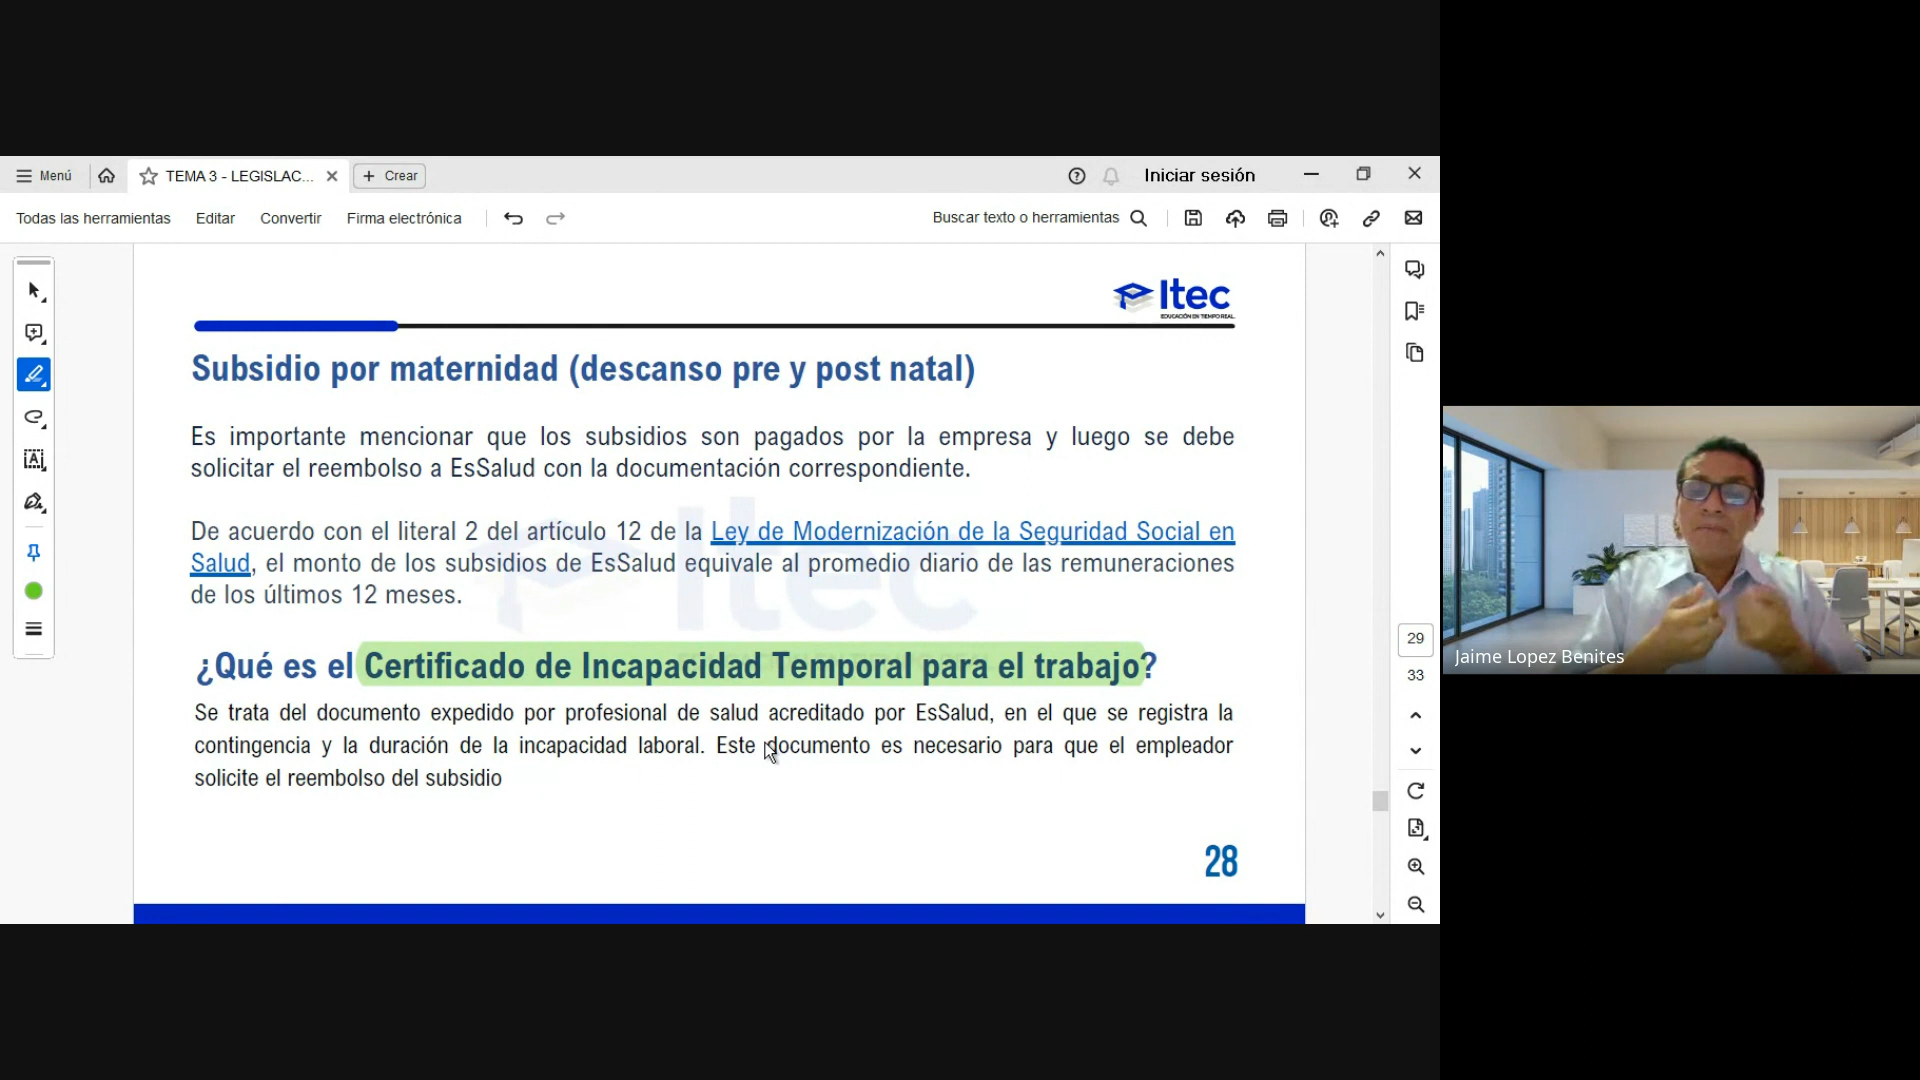 Menú
TEMA 3 - LEGISLAC...
Crear
Iniciar sesión
Todas las herramientas
Editar
Convertir
Firma electrónica
Buscar texto o herramientas
Itec
EDUCACIÓN EN TIEMPO REAL
Subsidio por maternidad (descanso pre y post natal)
Es importante mencionar que los subsidios son pagados por la empresa y luego se debe
solicitar el reembolso a EsSalud con la documentación correspondiente.
De acuerdo con el literal 2 del artículo 12 de la Ley de Modernización de la Seguridad Social en
Salud, el monto de los subsidios de EsSalud equivale al promedio diario de las remuneraciones
de los últimos 12 meses.
Itec
¿Qué es el Certificado de Incapacidad Temporal para el trabajo?
Se trata del documento expedido por profesional de salud acreditado por EsSalud, en el que se registra la
contingencia y la duración de la incapacidad laboral. Este documento es necesario para que el empleador
solicite el reembolso del subsidio
28
29
33
Jaime Lopez Benites